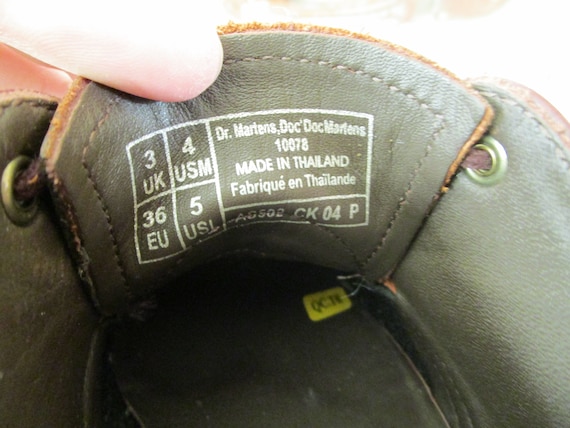 3 UK
4 USM
36 EU
5 USL
Dr. Martens,Doc'DocMartens
10078
MADE IN THAILAND
Fabriqué en Thaïlande
CK 04 P